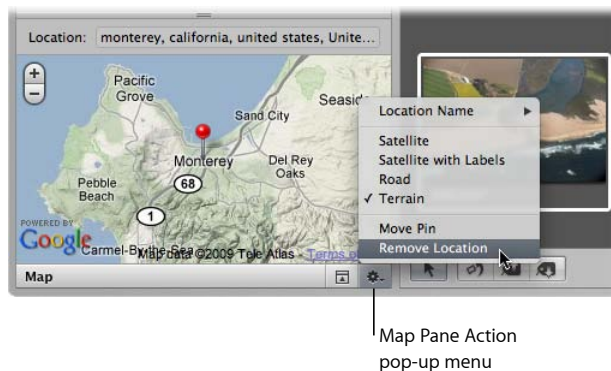 Location: monterey, california, united states, Unite...
Pacific
Grove
Sand City
Seasid
Monterey
Del Rey
Oaks
68
Pebble
Beach
1
POWERED BY
Google
Carmel-By-the-Sea
Map data ©2009 Tele Atlas - Terms of
Map
Location Name
Satellite
Satellite with Labels
Road
Terrain
Move Pin
Remove Location
Map Pane Action
pop-up menu